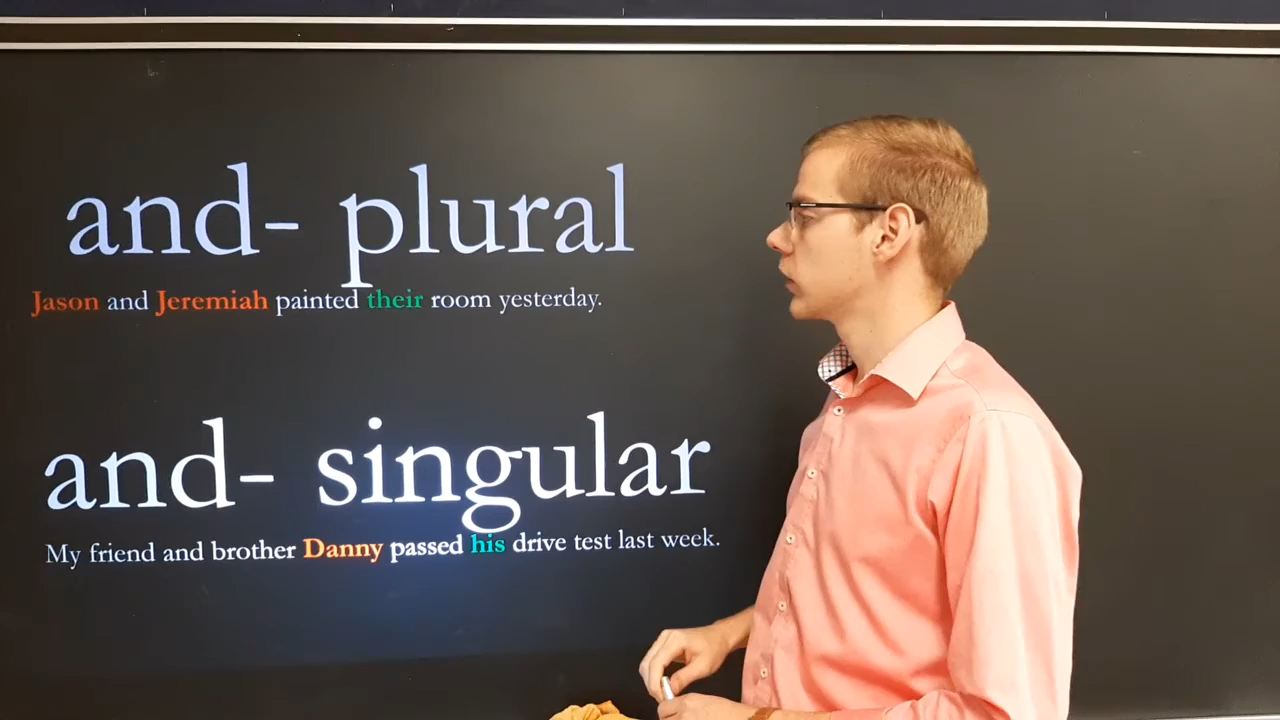 and- plural
Jason and Jeremiah painted their room yesterday.
and- singular
My friend and brother Danny passed his drive test last week.